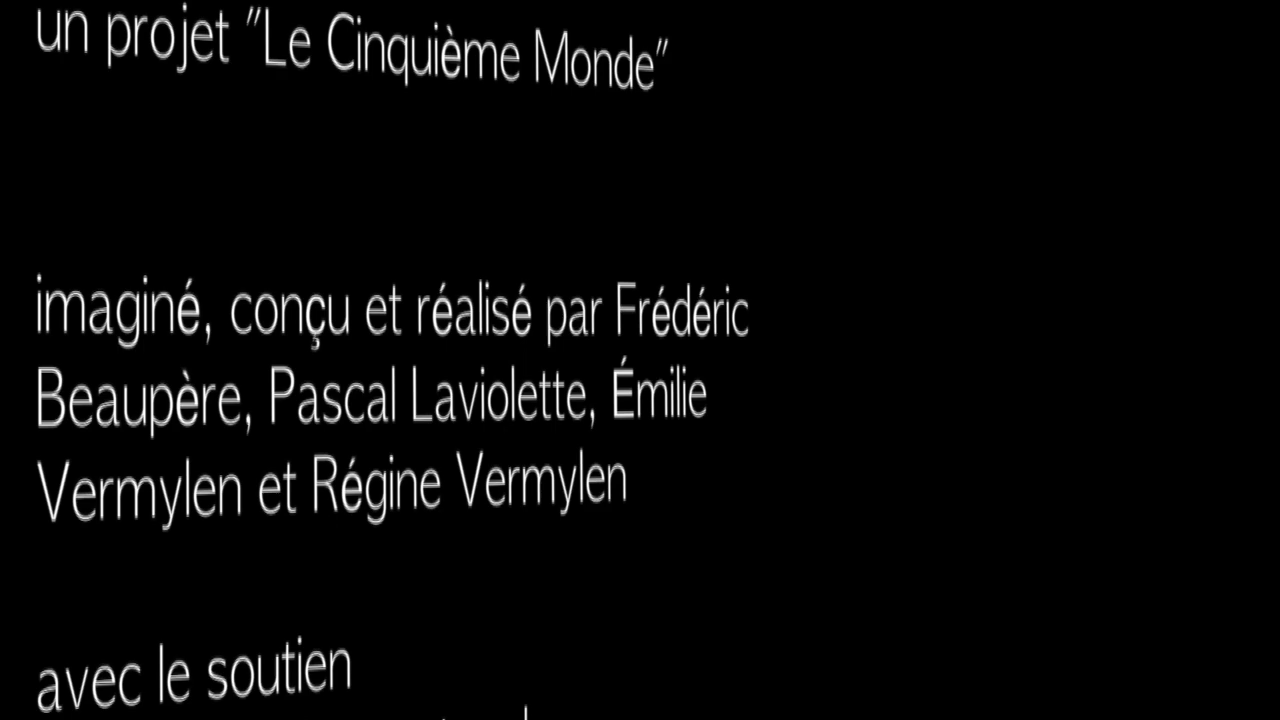 un projet "Le Cinquième Monde"
imaginé, conçu et réalisé par Frédéric
Beaupère, Pascal Laviolette, Émilie
Vermylen et Régine Vermylen
avec le soutien